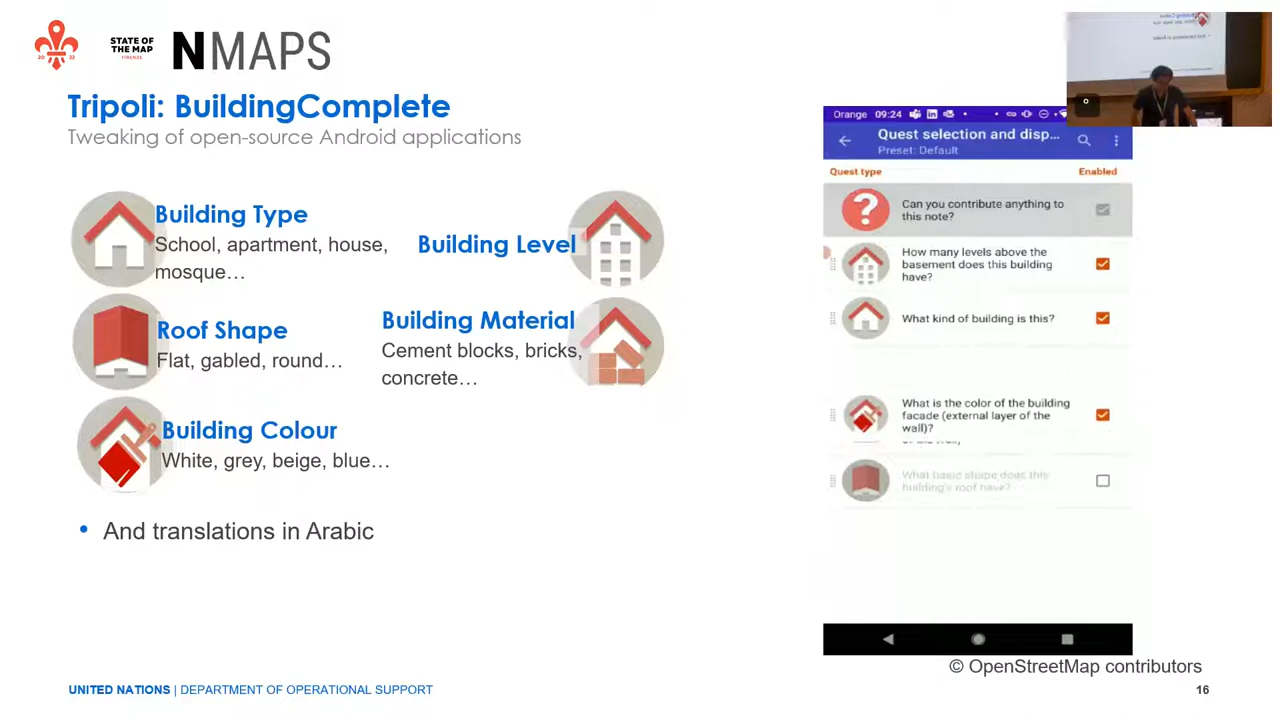 STATE OF
THE MAP
FIRENZE
20 22
NMAPS
Tripoli: BuildingComplete
Tweaking of open-source Android applications
Building Type
School, apartment, house,
mosque…
Building Level
Roof Shape
Flat, gabled, round…
Building Material
Cement blocks, bricks,
concrete…
Building Colour
White, grey, beige, blue…
• And translations in Arabic
Orange 09:24
Quest selection and disp...
Preset: Default
Quest type
Enabled
Can you contribute anything to
this note?
How many levels above the
basement does this building
have?
What kind of building is this?
What is the color of the building
facade (external layer of the
wall)?
What basic shape does this
building's roof have?
© OpenStreetMap contributors
UNITED NATIONS | DEPARTMENT OF OPERATIONAL SUPPORT
16